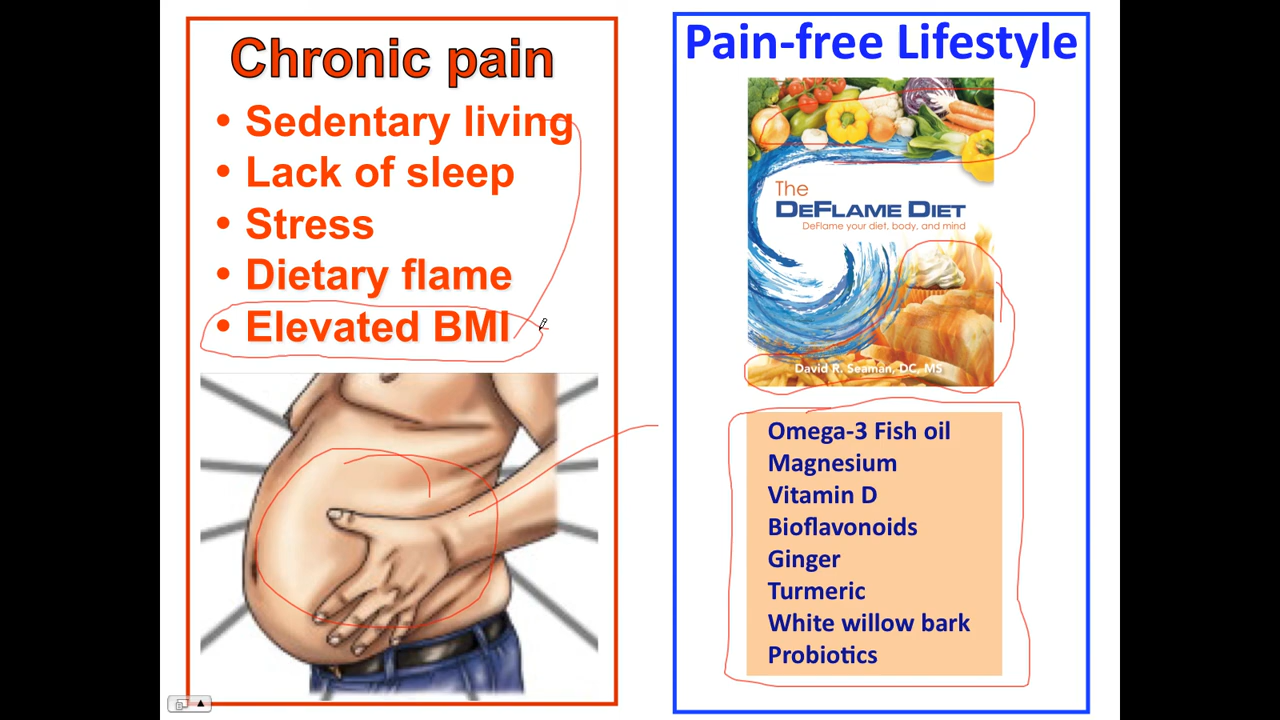 Chronic pain
• Sedentary living
• Lack of sleep
• Stress
• Dietary flame
• Elevated BMI
Pain-free Lifestyle
The
DEFLAME DIET
DeFlame your diet, body, and mind
David R. Seaman, DC, MS
Omega-3 Fish oil
Magnesium
Vitamin D
Bioflavonoids
Ginger
Turmeric
White willow bark
Probiotics